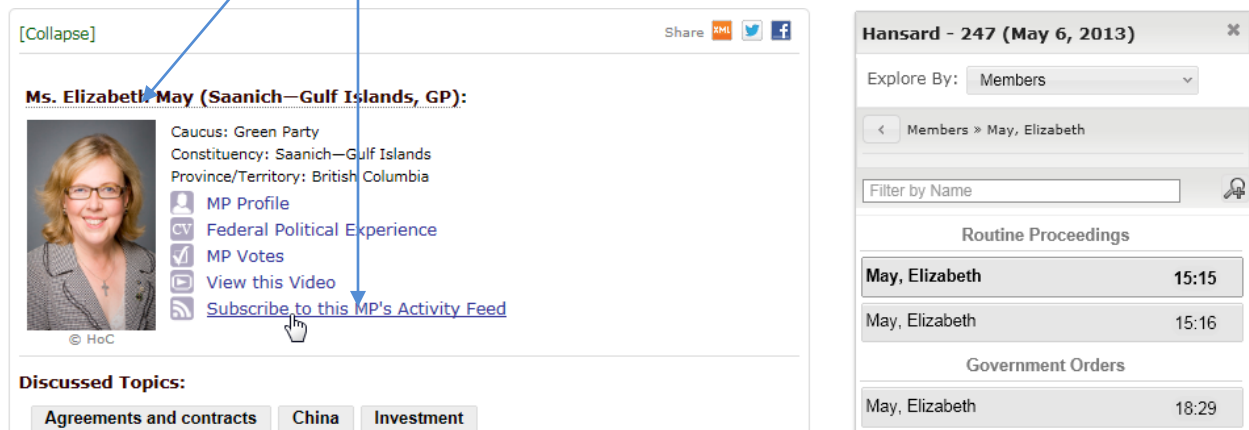 [Collapse]
Share XML
Ms. Elizabeth May (Saanich—Gulf Islands, GP):
Caucus: Green Party
Constituency: Saanich—Gulf Islands
Province/Territory: British Columbia
MP Profile
CV Federal Political Experience
MP Votes
View this Video
Subscribe to this MP's Activity Feed
© HoC
Discussed Topics:
Agreements and contracts China Investment
Hansard - 247 (May 6, 2013)
Explore By: Members
Members » May, Elizabeth
Filter by Name
Routine Proceedings
May, Elizabeth 15:15
May, Elizabeth 15:16
Government Orders
May, Elizabeth 18:29